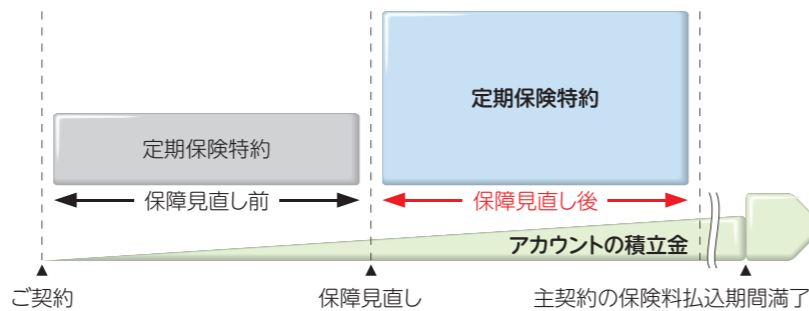 定期保険特約
定期保険特約
保障見直し前
保障見直し後
アカウントの積立金
ご契約
保障見直し
主契約の保険料払込期間満了